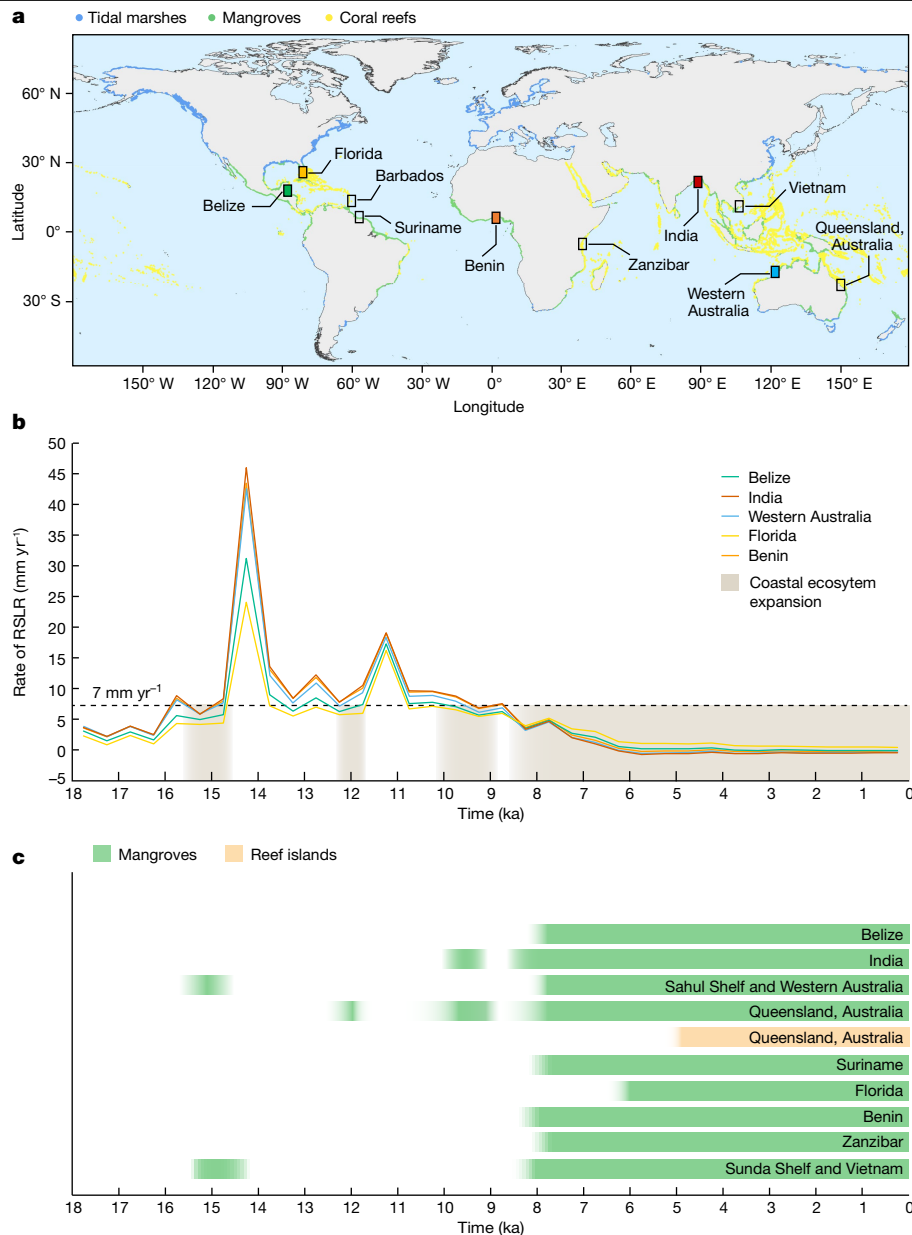 a
Tidal marshes Mangroves Coral reefs
60° N
30° N
0°
30° S
Latitude
Florida
Barbados
Belize
Suriname
Benin
Zanzibar
India
Vietnam
Queensland,
Australia
Western
Australia
150° W 120° W 90° W 60° W 30° W 0° 30° E 60° E 90° E 120° E 150° E
Longitude
b
50
45
40
35
30
25
20
15
10
5
0
−5
Rate of RSLR (mm yr⁻¹)
7 mm yr⁻¹
Belize
India
Western Australia
Florida
Benin
Coastal ecosytem
expansion
18 17 16 15 14 13 12 11 10 9 8 7 6 5 4 3 2 1 0
Time (ka)
c
Mangroves Reef islands
Belize
India
Sahul Shelf and Western Australia
Queensland, Australia
Queensland, Australia
Suriname
Florida
Benin
Zanzibar
Sunda Shelf and Vietnam
18 17 16 15 14 13 12 11 10 9 8 7 6 5 4 3 2 1 0
Time (ka)